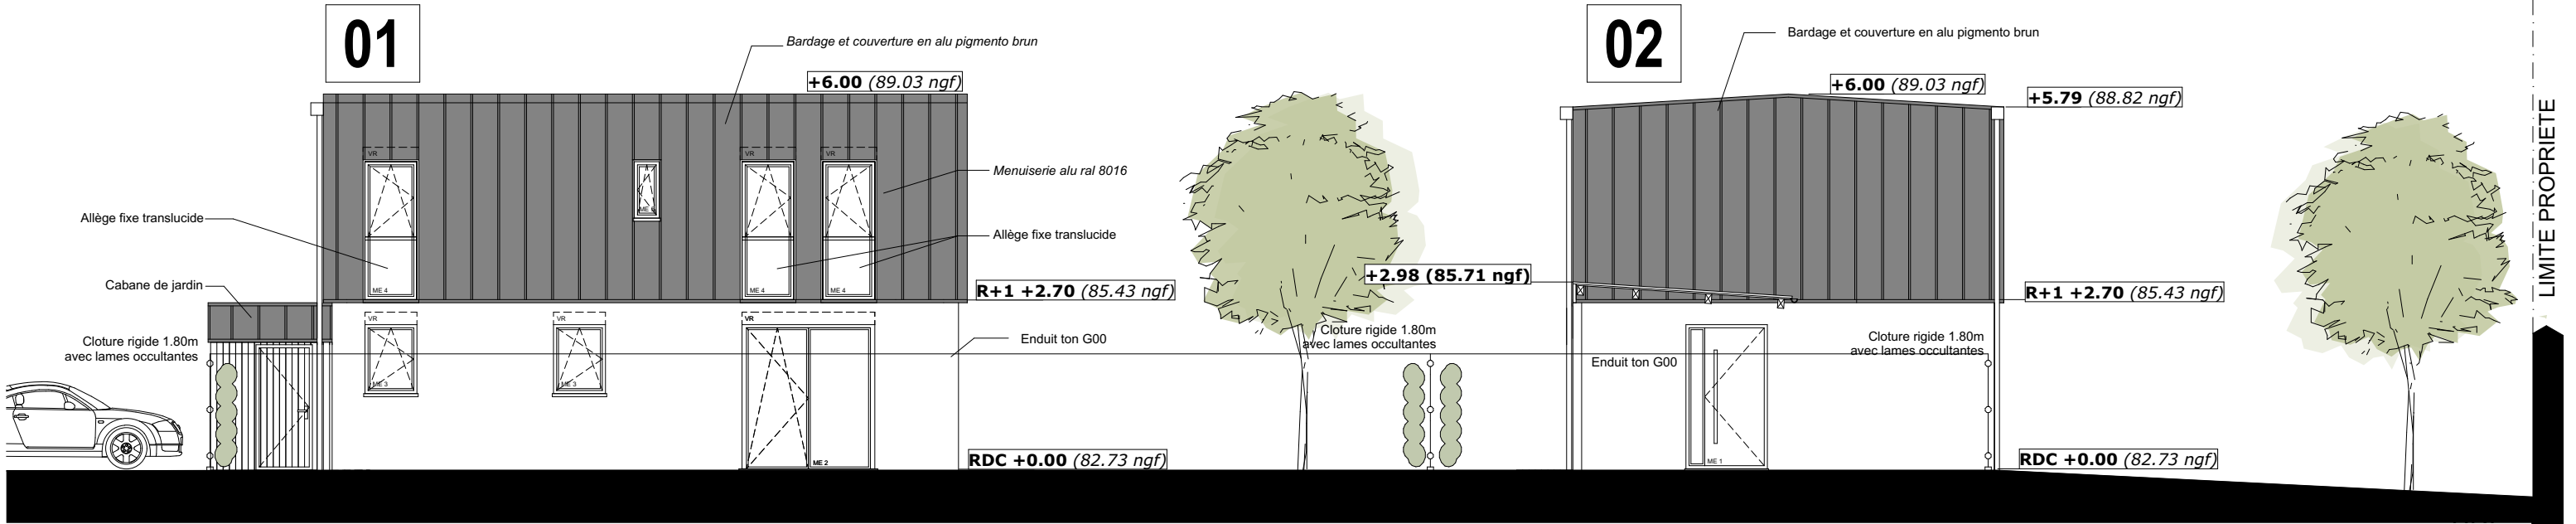 01
Bardage et couverture en alu pigmento brun
+6.00 (89.03 ngf)
VR
VR
VR
Menuiserie alu ral 8016
Allège fixe translucide
Allège fixe translucide
Cabane de jardin
ME 4
ME 4
ME 4
R+1 +2.70 (85.43 ngf)
VR
VR
VR
Cloture rigide 1.80m
avec lames occultantes
Enduit ton G00
ME 3
ME 3
ME 2
RDC +0.00 (82.73 ngf)
02
Bardage et couverture en alu pigmento brun
+6.00 (89.03 ngf)
+5.79 (88.82 ngf)
+2.98 (85.71 ngf)
R+1 +2.70 (85.43 ngf)
Cloture rigide 1.80m
avec lames occultantes
Enduit ton G00
Cloture rigide 1.80m
avec lames occultantes
ME 1
RDC +0.00 (82.73 ngf)
LIMITE PROPRIETE